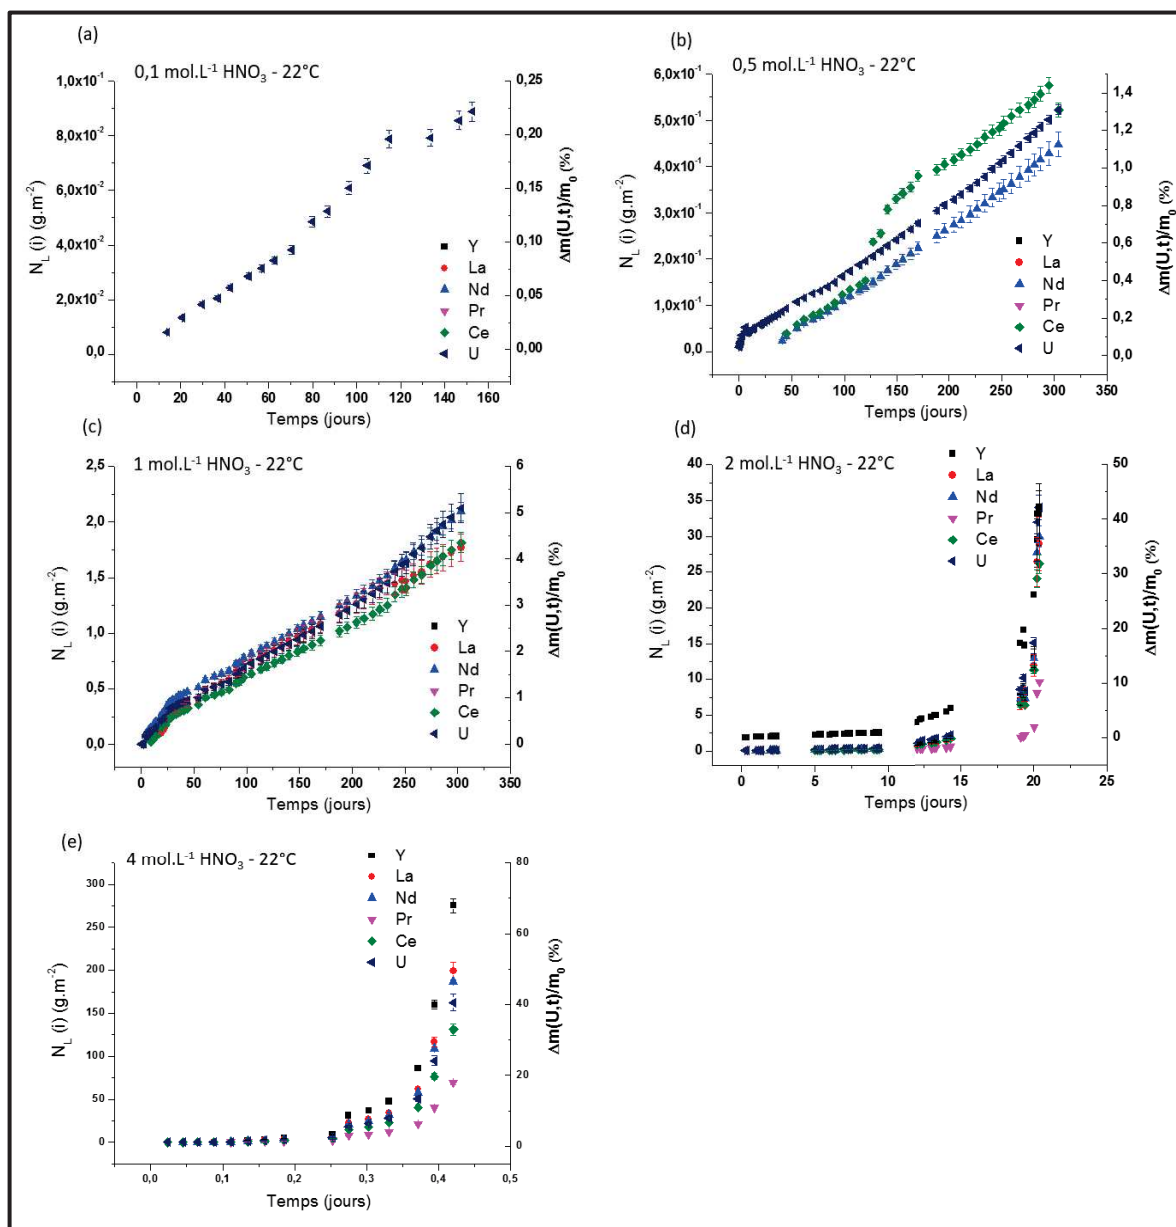 (a)
0,1 mol.L⁻¹ HNO₃ - 22°C
1,0x10⁻¹
8,0x10⁻²
6,0x10⁻²
4,0x10⁻²
2,0x10⁻²
0,0
N_L (i) (g.m⁻²)
0,25
0,20
0,15
0,10
0,05
0,00
Δm(U,t)/m₀ (%)
Y
La
Nd
Pr
Ce
U
0 20 40 60 80 100 120 140 160
Temps (jours)
(b)
0,5 mol.L⁻¹ HNO₃ - 22°C
6,0x10⁻¹
5,0x10⁻¹
4,0x10⁻¹
3,0x10⁻¹
2,0x10⁻¹
1,0x10⁻¹
0,0
N_L (i) (g.m⁻²)
1,4
1,2
1,0
0,8
0,6
0,4
0,2
0,0
Δm(U,t)/m₀ (%)
Y
La
Nd
Pr
Ce
U
0 50 100 150 200 250 300 350
Temps (jours)
(c)
1 mol.L⁻¹ HNO₃ - 22°C
2,5
2,0
1,5
1,0
0,5
0,0
N_L (i) (g.m⁻²)
6
5
4
3
2
1
0
Δm(U,t)/m₀ (%)
Y
La
Nd
Pr
Ce
U
0 50 100 150 200 250 300 350
Temps (jours)
(d)
2 mol.L⁻¹ HNO₃ - 22°C
40
35
30
25
20
15
10
5
0
N_L (i) (g.m⁻²)
50
40
30
20
10
0
Δm(U,t)/m₀ (%)
Y
La
Nd
Pr
Ce
U
0 5 10 15 20 25
Temps (jours)
(e)
4 mol.L⁻¹ HNO₃ - 22°C
300
250
200
150
100
50
0
N_L (i) (g.m⁻²)
80
60
40
20
0
Δm(U,t)/m₀ (%)
Y
La
Nd
Pr
Ce
U
0,0 0,1 0,2 0,3 0,4 0,5
Temps (jours)